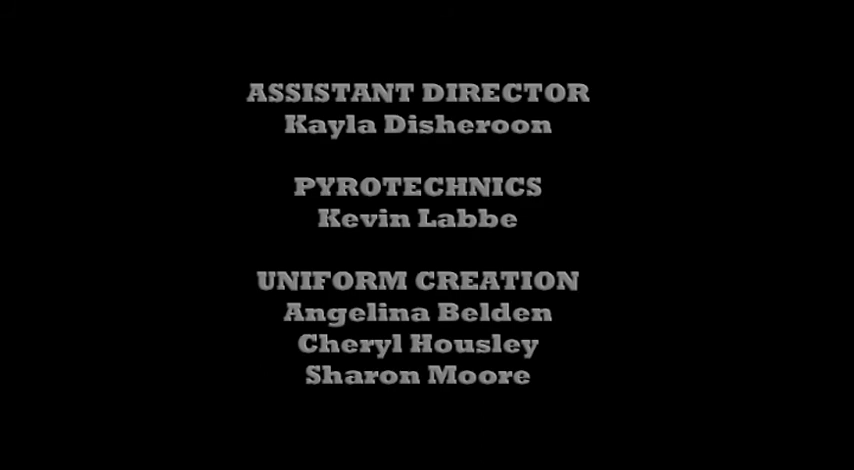 ASSISTANT DIRECTOR
Kayla Disheroon
PYROTECHNICS
Kevin Labbe
UNIFORM CREATION
Angelina Belden
Cheryl Housley
Sharon Moore